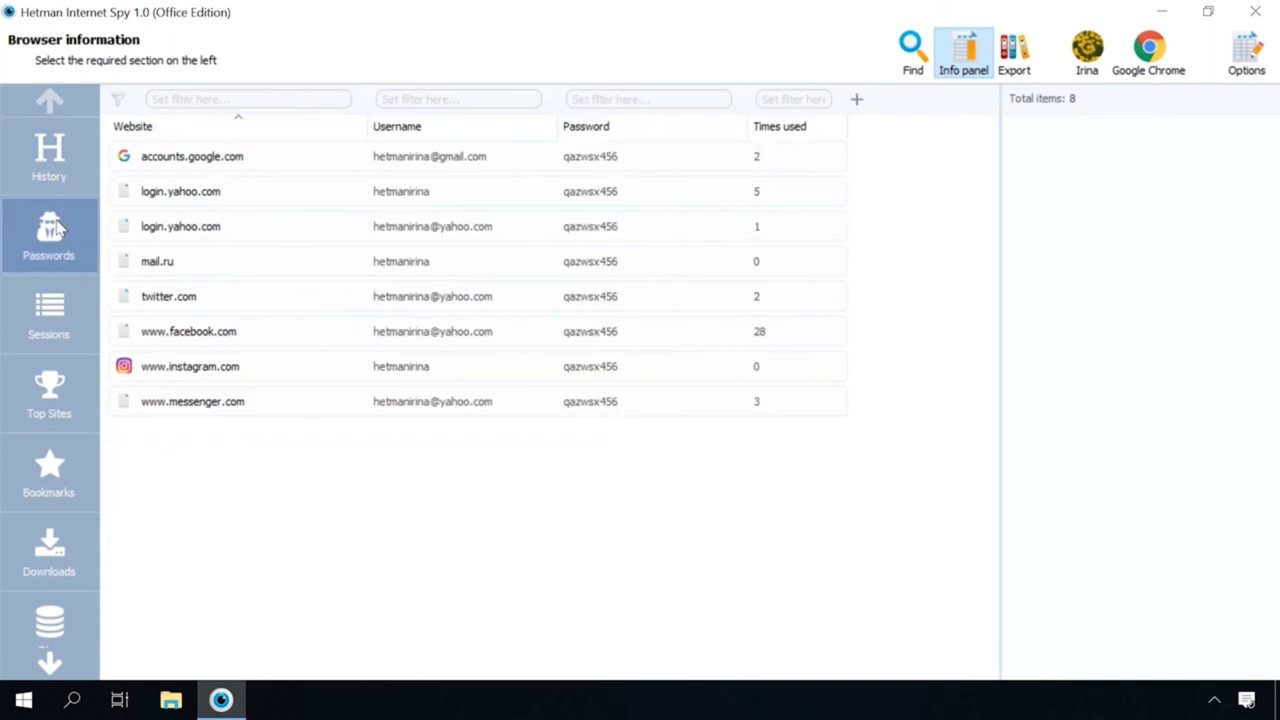 Hetman Internet Spy 1.0 (Office Edition)
Browser information
Select the required section on the left
Find
Info panel
Export
Irina
Google Chrome
Options
Set filter here...
Set filter here...
Set filter here...
Set filter here
Total items: 8
Website
Username
Password
Times used
accounts.google.com hetmanirina@gmail.com qazwsx456 2
login.yahoo.com hetmanirina qazwsx456 5
login.yahoo.com hetmanirina@yahoo.com qazwsx456 1
mail.ru hetmanirina qazwsx456 0
twitter.com hetmanirina@yahoo.com qazwsx456 2
www.facebook.com hetmanirina@yahoo.com qazwsx456 28
www.instagram.com hetmanirina qazwsx456 0
www.messenger.com hetmanirina@yahoo.com qazwsx456 3
H
History
Passwords
Sessions
Top Sites
Bookmarks
Downloads